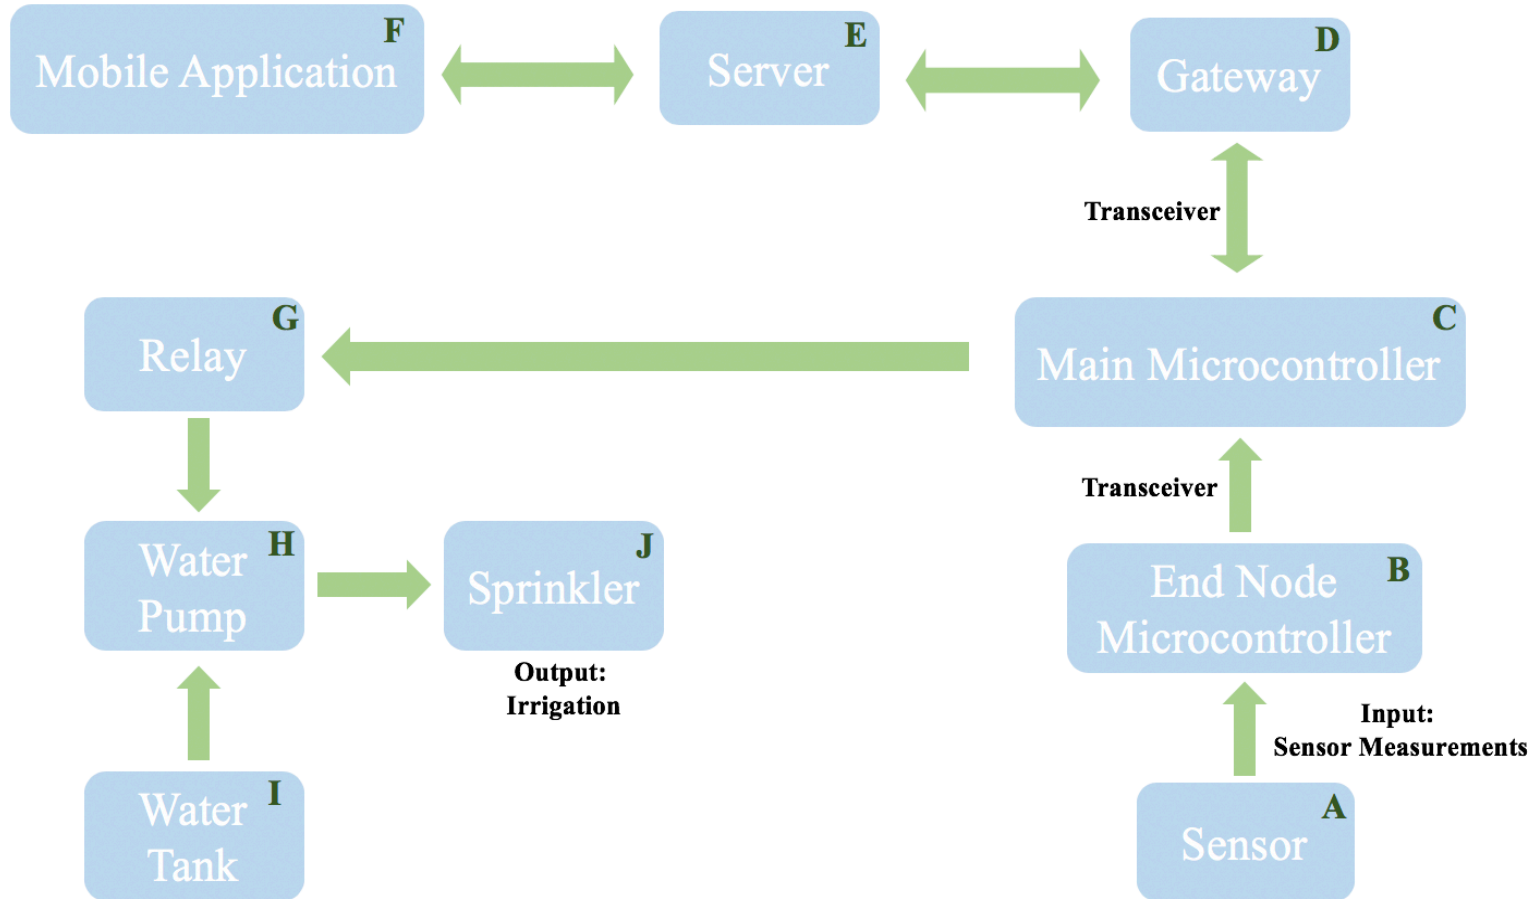 F
Mobile Application
E
Server
D
Gateway
Transceiver
G
Relay
C
Main Microcontroller
Transceiver
H
Water
Pump
J
Sprinkler
B
End Node
Microcontroller
Output:
Irrigation
Input:
Sensor Measurements
I
Water
Tank
A
Sensor